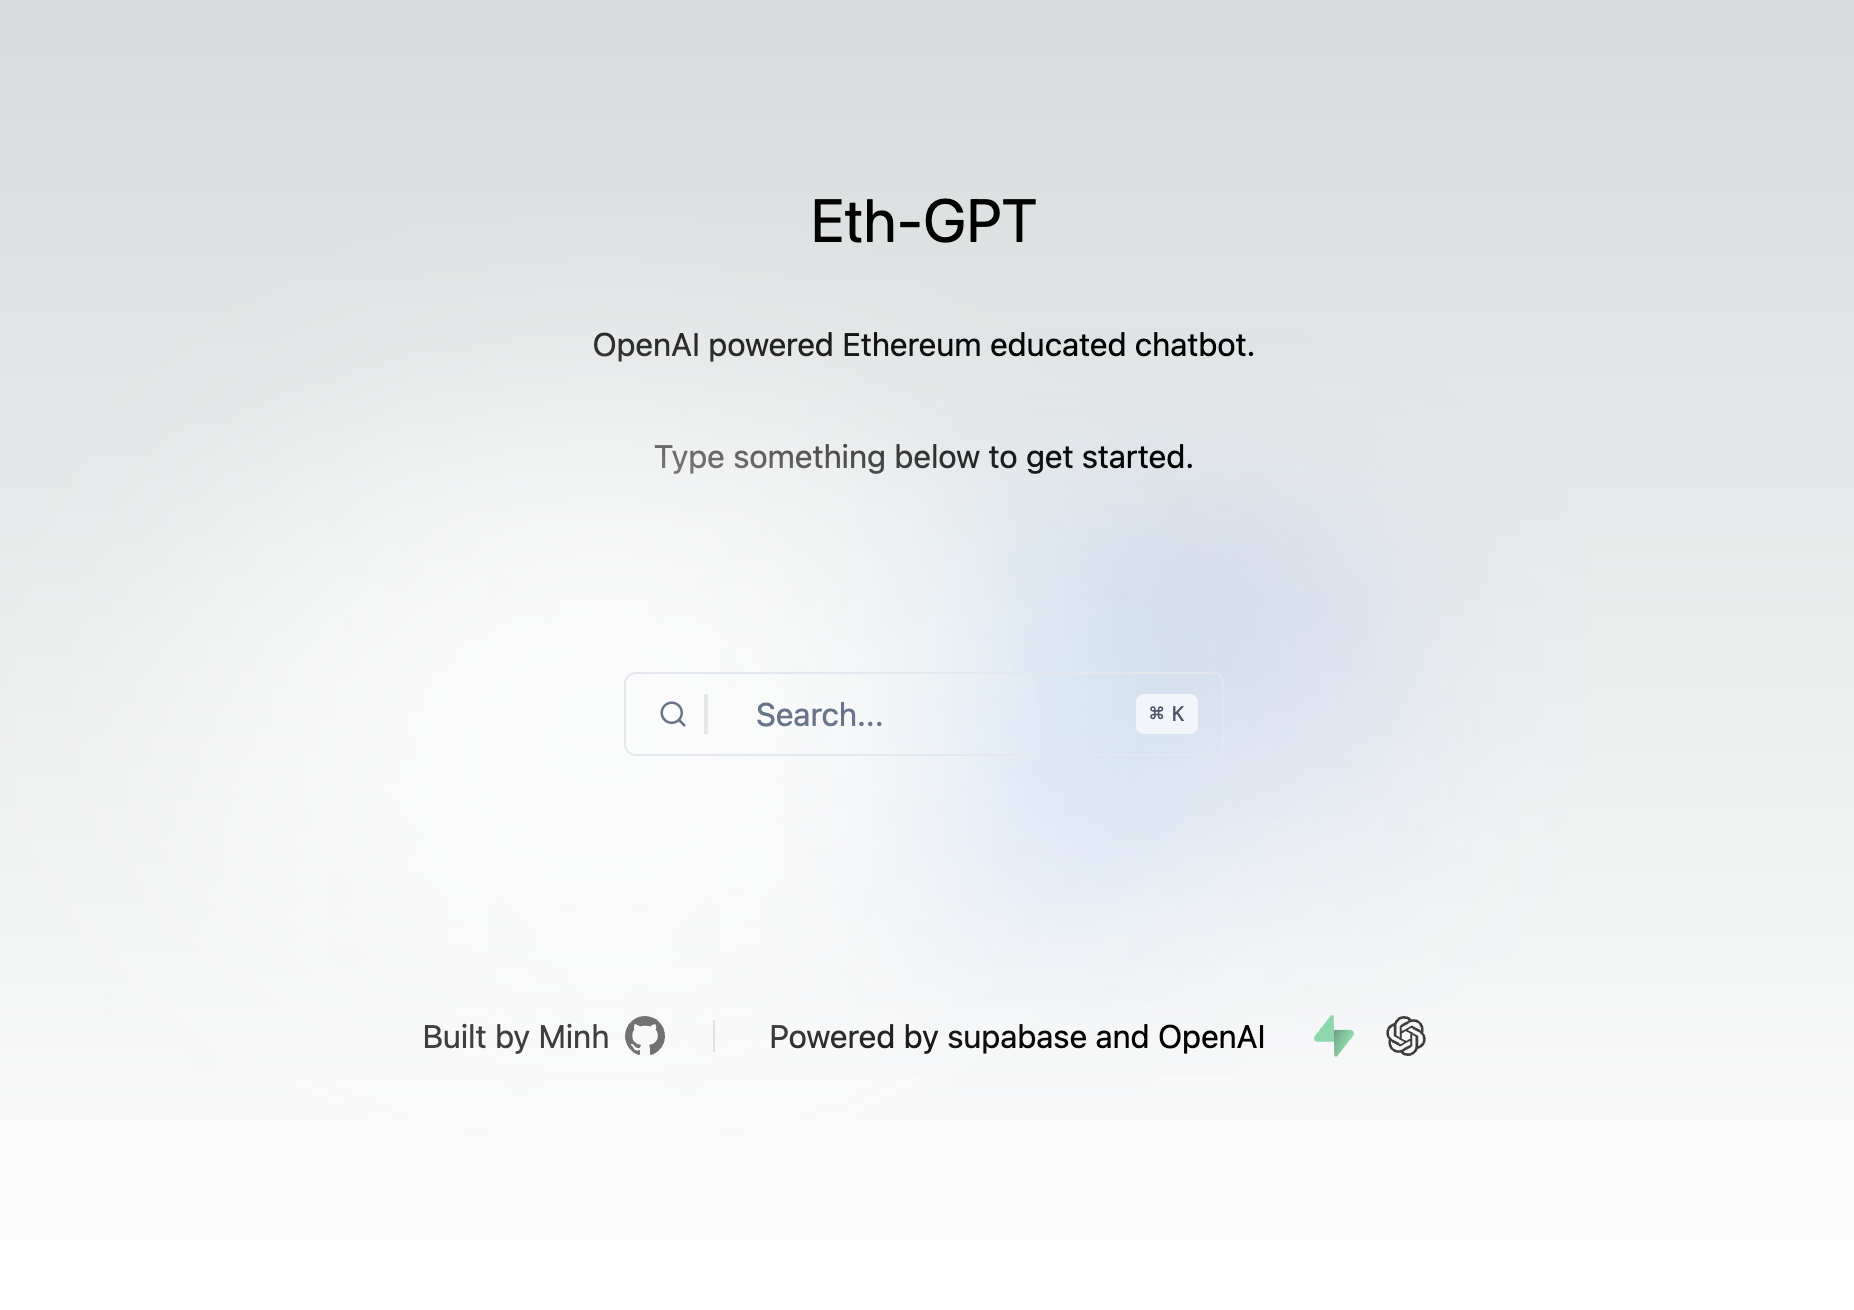 Eth-GPT
OpenAI powered Ethereum educated chatbot.
Type something below to get started.
Search...
⌘ K
Built by Minh
Powered by supabase and OpenAI